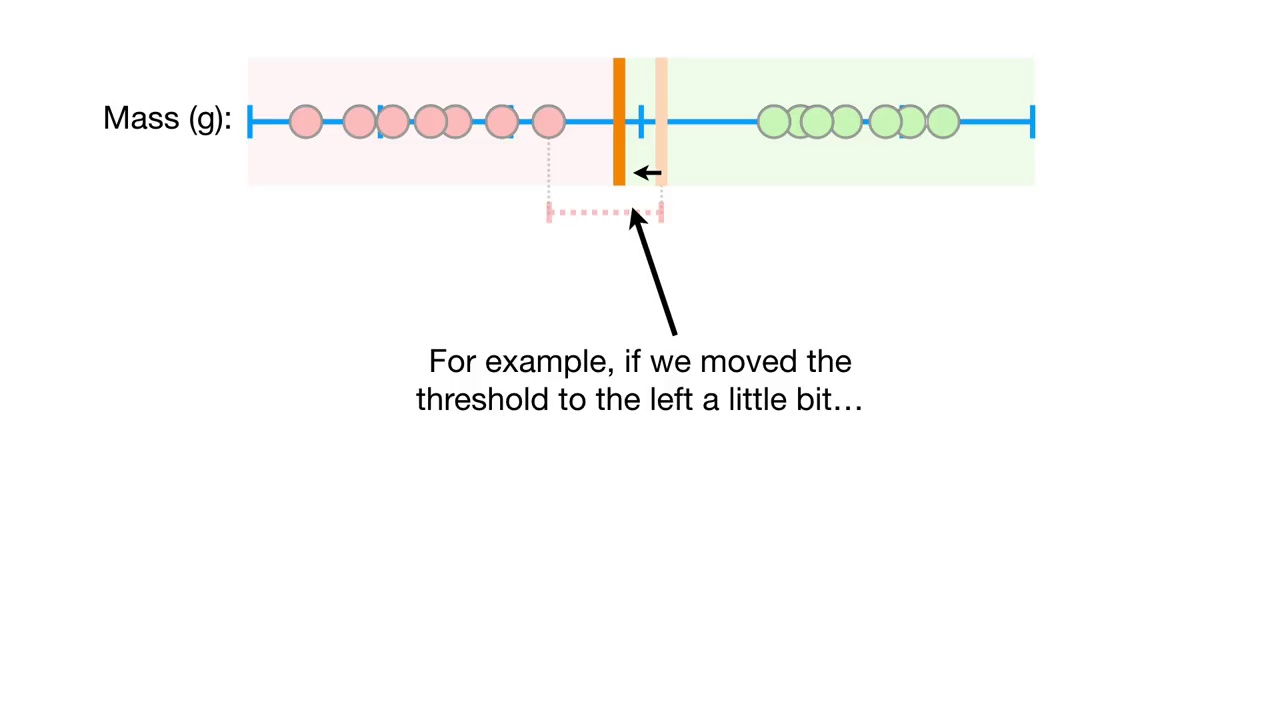 Mass (g):
For example, if we moved the
threshold to the left a little bit…